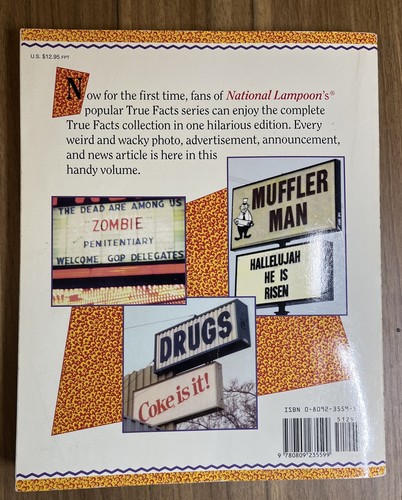 U.S. $12.95 FPT
Now for the first time, fans of National Lampoon's®
popular True Facts series can enjoy the complete
True Facts collection in one hilarious edition. Every
weird and wacky photo, advertisement, announcement,
and news article is here in this
handy volume.
THE DEAD ARE AMONG US
ZOMBIE
PENITENTIARY
WELCOME GOP DELEGATES
MUFFLER
MAN
HALLELUJAH
HE IS
RISEN
DRUGS
Coke is it!
ISBN 0-8092-3559-
9 780809 235599